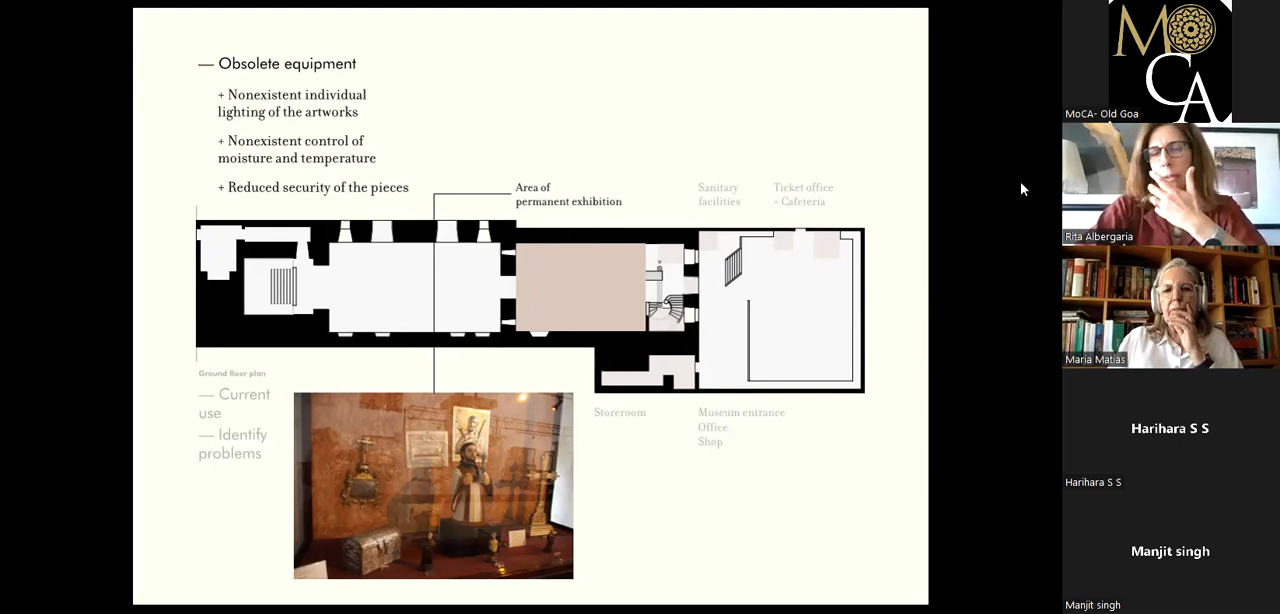 — Obsolete equipment
+ Nonexistent individual
lighting of the artworks
+ Nonexistent control of
moisture and temperature
+ Reduced security of the pieces
Area of
permanent exhibition
Sanitary
facilities
Ticket office
+ Cafeteria
Ground floor plan
— Current
use
— Identify
problems
Storeroom
Museum entrance
Office
Shop
MOCA
MoCA- Old Goa
Rita Albergaria
Maria Matias
Harihara S S
Harihara S S
Manjit singh
Manjit singh